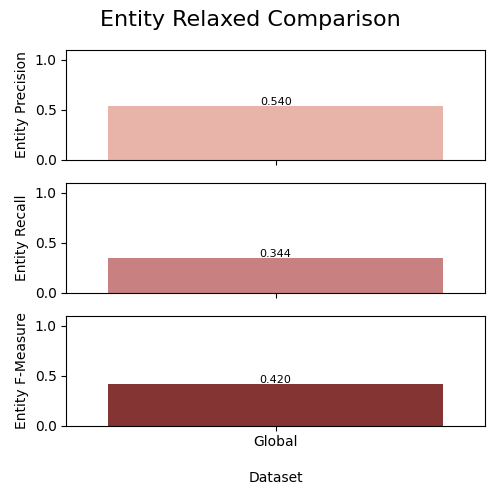 Entity Relaxed Comparison
Entity Precision
1.0
0.5
0.0
0.540
Entity Recall
1.0
0.5
0.0
0.344
Entity F-Measure
1.0
0.5
0.0
0.420
Global
Dataset